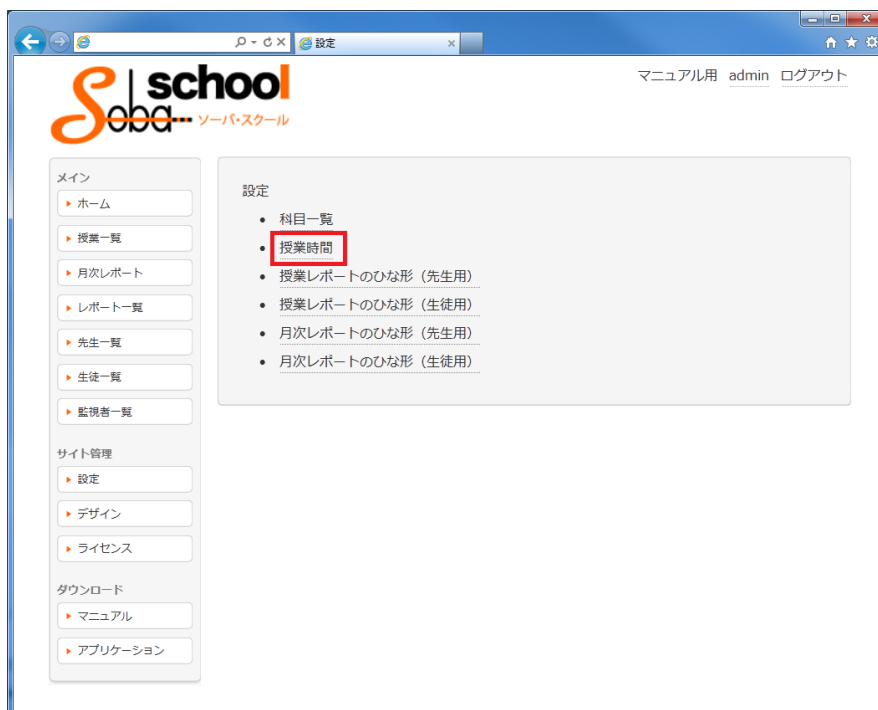 設定
マニュアル用 admin ログアウト
school
Soba
ソーバ・スクール
メイン
ホーム
授業一覧
月次レポート
レポート一覧
先生一覧
生徒一覧
監視者一覧
サイト管理
設定
デザイン
ライセンス
ダウンロード
マニュアル
アプリケーション
設定
科目一覧
授業時間
授業レポートのひな形（先生用）
授業レポートのひな形（生徒用）
月次レポートのひな形（先生用）
月次レポートのひな形（生徒用）